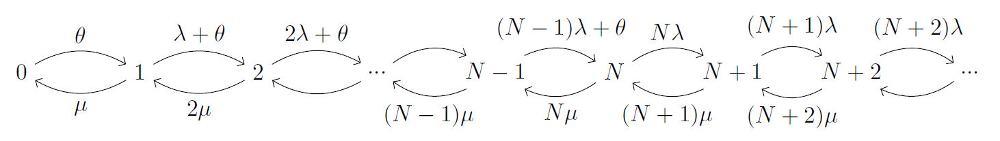 θ λ + θ 2λ + θ (N − 1)λ + θ Nλ (N + 1)λ (N + 2)λ
0 1 2 ... N − 1 N N + 1 N + 2 ...
μ 2μ (N − 1)μ Nμ (N + 1)μ (N + 2)μ